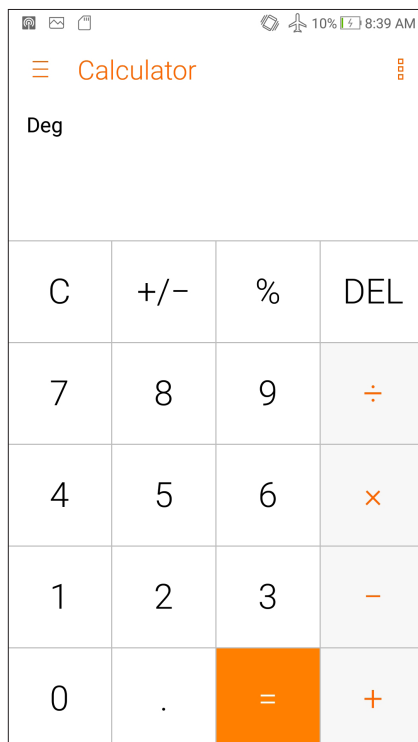 10% 8:39 AM
Calculator
Deg
C +/− % DEL
7 8 9 ÷
4 5 6 ×
1 2 3 −
0 . = +